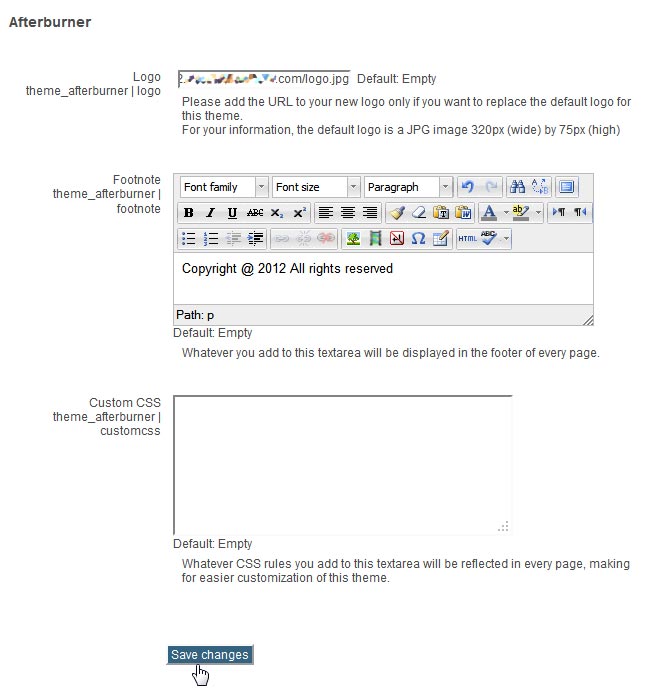 Afterburner
Logo
theme_afterburner | logo
.com/logo.jpg Default: Empty
Please add the URL to your new logo only if you want to replace the default logo for
this theme.
For your information, the default logo is a JPG image 320px (wide) by 75px (high)
Footnote
theme_afterburner |
footnote
Font family Font size Paragraph
B I U ABC x₂ x² T W A ab
Ω HTML ABC
Copyright @ 2012 All rights reserved
Path: p
Default: Empty
Whatever you add to this textarea will be displayed in the footer of every page.
Custom CSS
theme_afterburner |
customcss
Default: Empty
Whatever CSS rules you add to this textarea will be reflected in every page, making
for easier customization of this theme.
Save changes